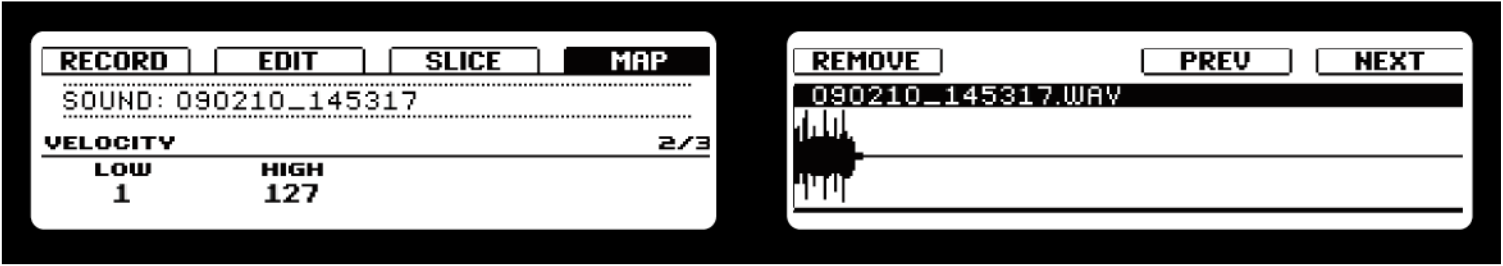 RECORD EDIT SLICE MAP
SOUND: 090210_145317
VELOCITY 2/3
LOW HIGH
1 127
REMOVE PREV NEXT
090210_145317.WAV